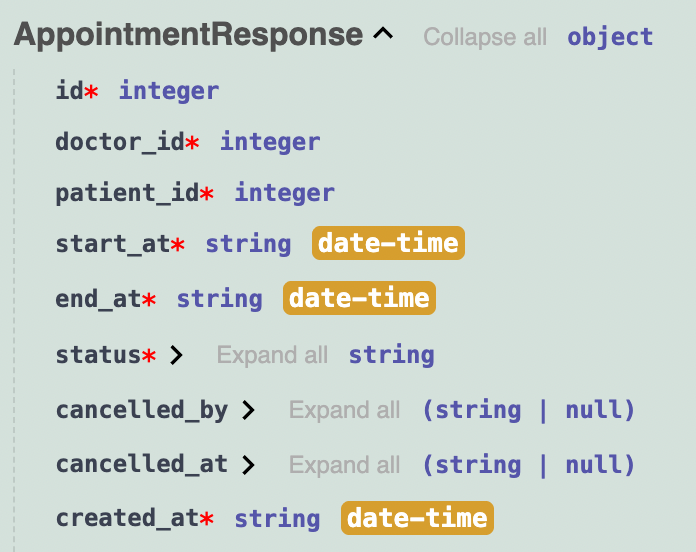 AppointmentResponse Collapse all object
id* integer
doctor_id* integer
patient_id* integer
start_at* string date-time
end_at* string date-time
status* Expand all string
cancelled_by Expand all (string | null)
cancelled_at Expand all (string | null)
created_at* string date-time